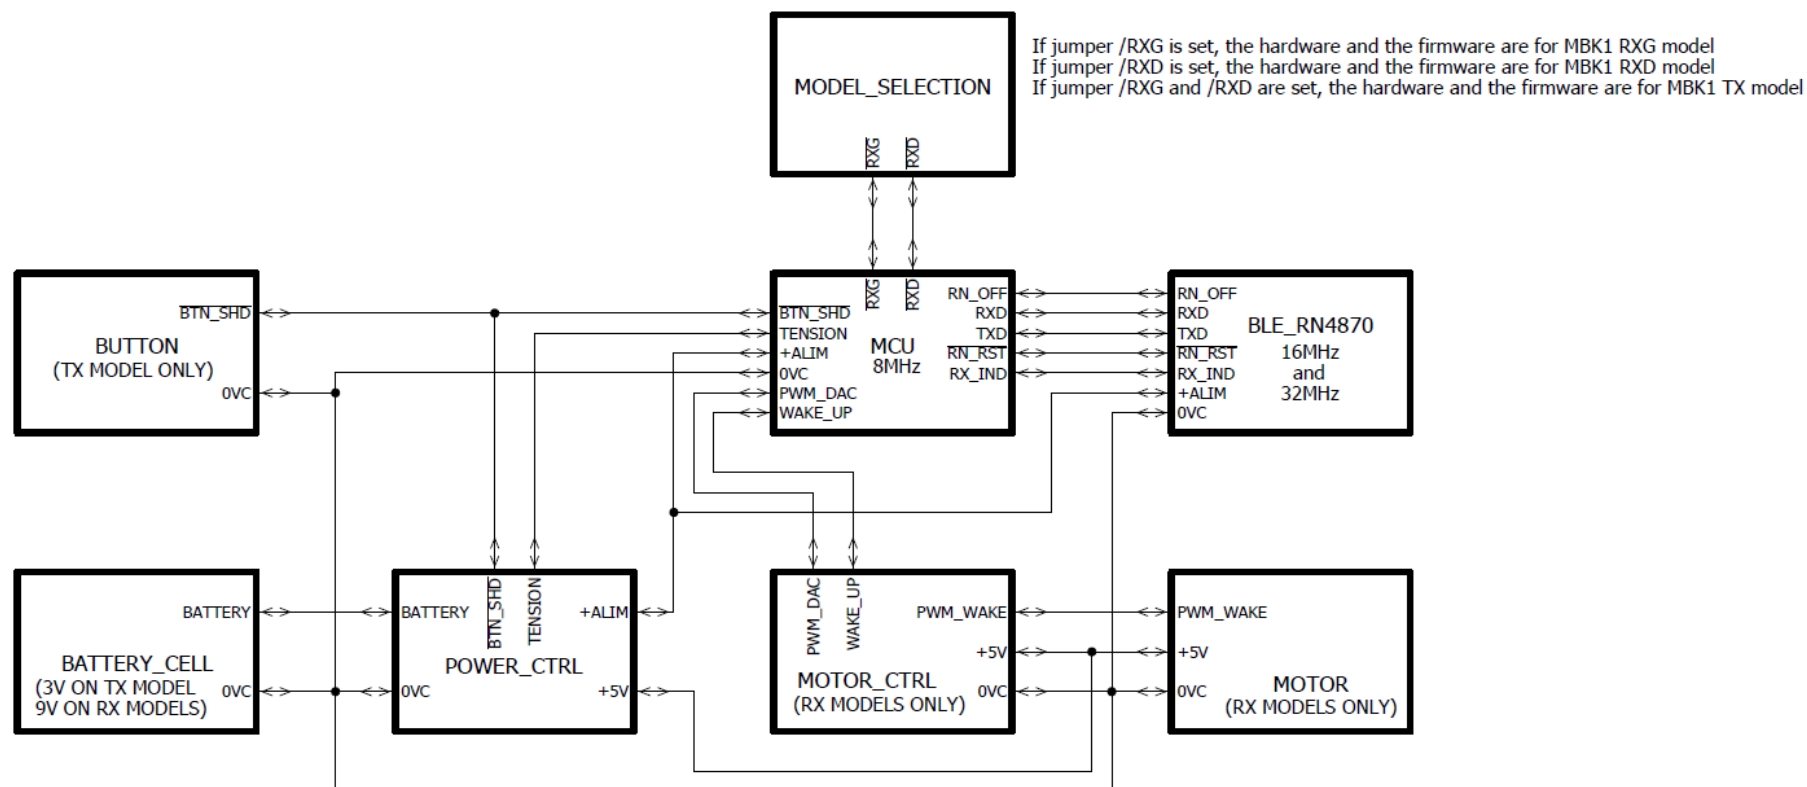 If jumper /RXG is set, the hardware and the firmware are for MBK1 RXG model
If jumper /RXD is set, the hardware and the firmware are for MBK1 RXD model
If jumper /RXG and /RXD are set, the hardware and the firmware are for MBK1 TX model
MODEL_SELECTION
RXG
RXD
BTN_SHD
BUTTON
(TX MODEL ONLY)
0VC
RXG
RXD
BTN_SHD
TENSION
+ALIM
0VC
PWM_DAC
WAKE_UP
MCU
8MHz
RN_OFF
RXD
TXD
RN_RST
RX_IND
RN_OFF
RXD
TXD
RN_RST
RX_IND
+ALIM
0VC
BLE_RN4870
16MHz
and
32MHz
BATTERY
BATTERY_CELL
(3V ON TX MODEL
9V ON RX MODELS)
0VC
BATTERY
BTN_SHD
TENSION
+ALIM
POWER_CTRL
0VC
+5V
PWM_DAC
WAKE_UP
PWM_WAKE
+5V
MOTOR_CTRL
(RX MODELS ONLY)
0VC
PWM_WAKE
+5V
0VC
MOTOR
(RX MODELS ONLY)